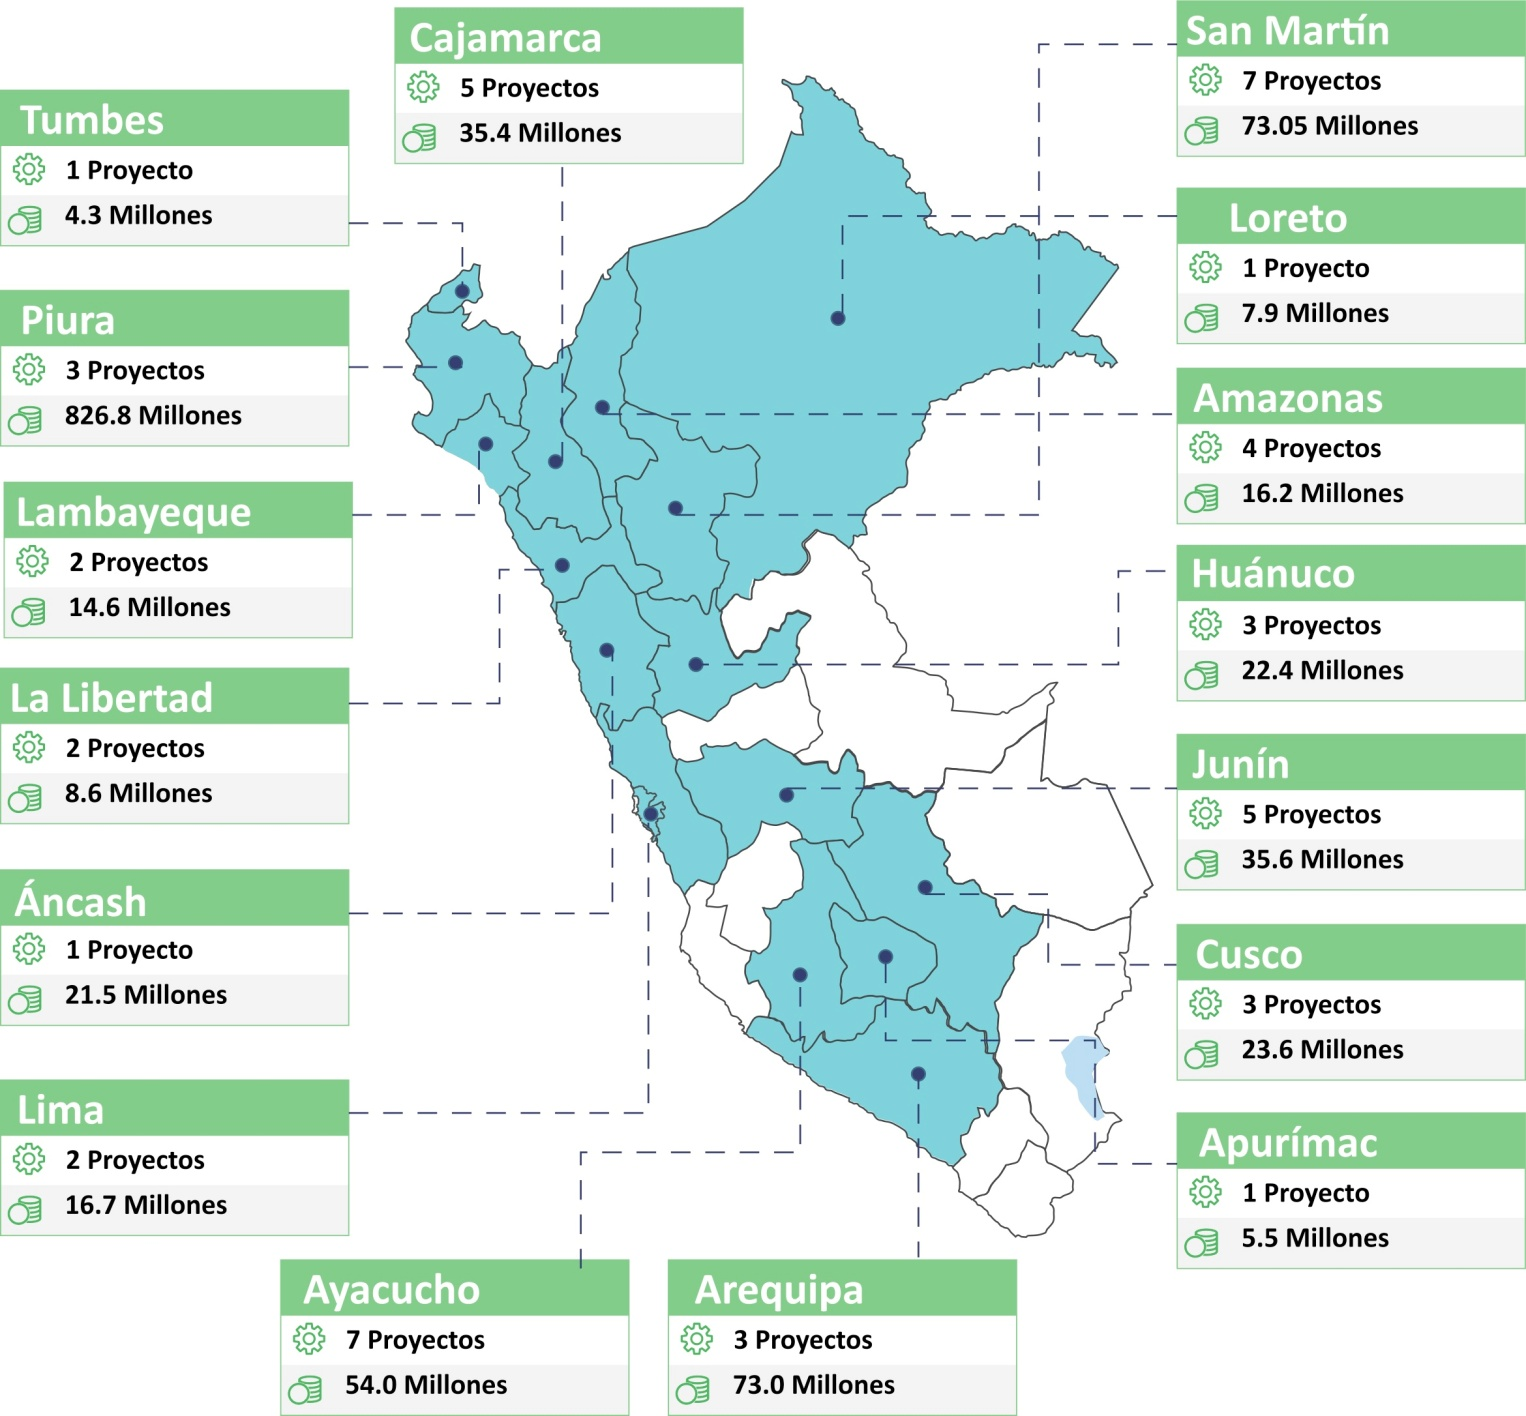 Cajamarca
5 Proyectos
35.4 Millones
San Martín
7 Proyectos
73.05 Millones
Tumbes
1 Proyecto
4.3 Millones
Loreto
1 Proyecto
7.9 Millones
Piura
3 Proyectos
826.8 Millones
Amazonas
4 Proyectos
16.2 Millones
Lambayeque
2 Proyectos
14.6 Millones
Huánuco
3 Proyectos
22.4 Millones
La Libertad
2 Proyectos
8.6 Millones
Junín
5 Proyectos
35.6 Millones
Áncash
1 Proyecto
21.5 Millones
Cusco
3 Proyectos
23.6 Millones
Lima
2 Proyectos
16.7 Millones
Apurímac
1 Proyecto
5.5 Millones
Ayacucho
7 Proyectos
54.0 Millones
Arequipa
3 Proyectos
73.0 Millones